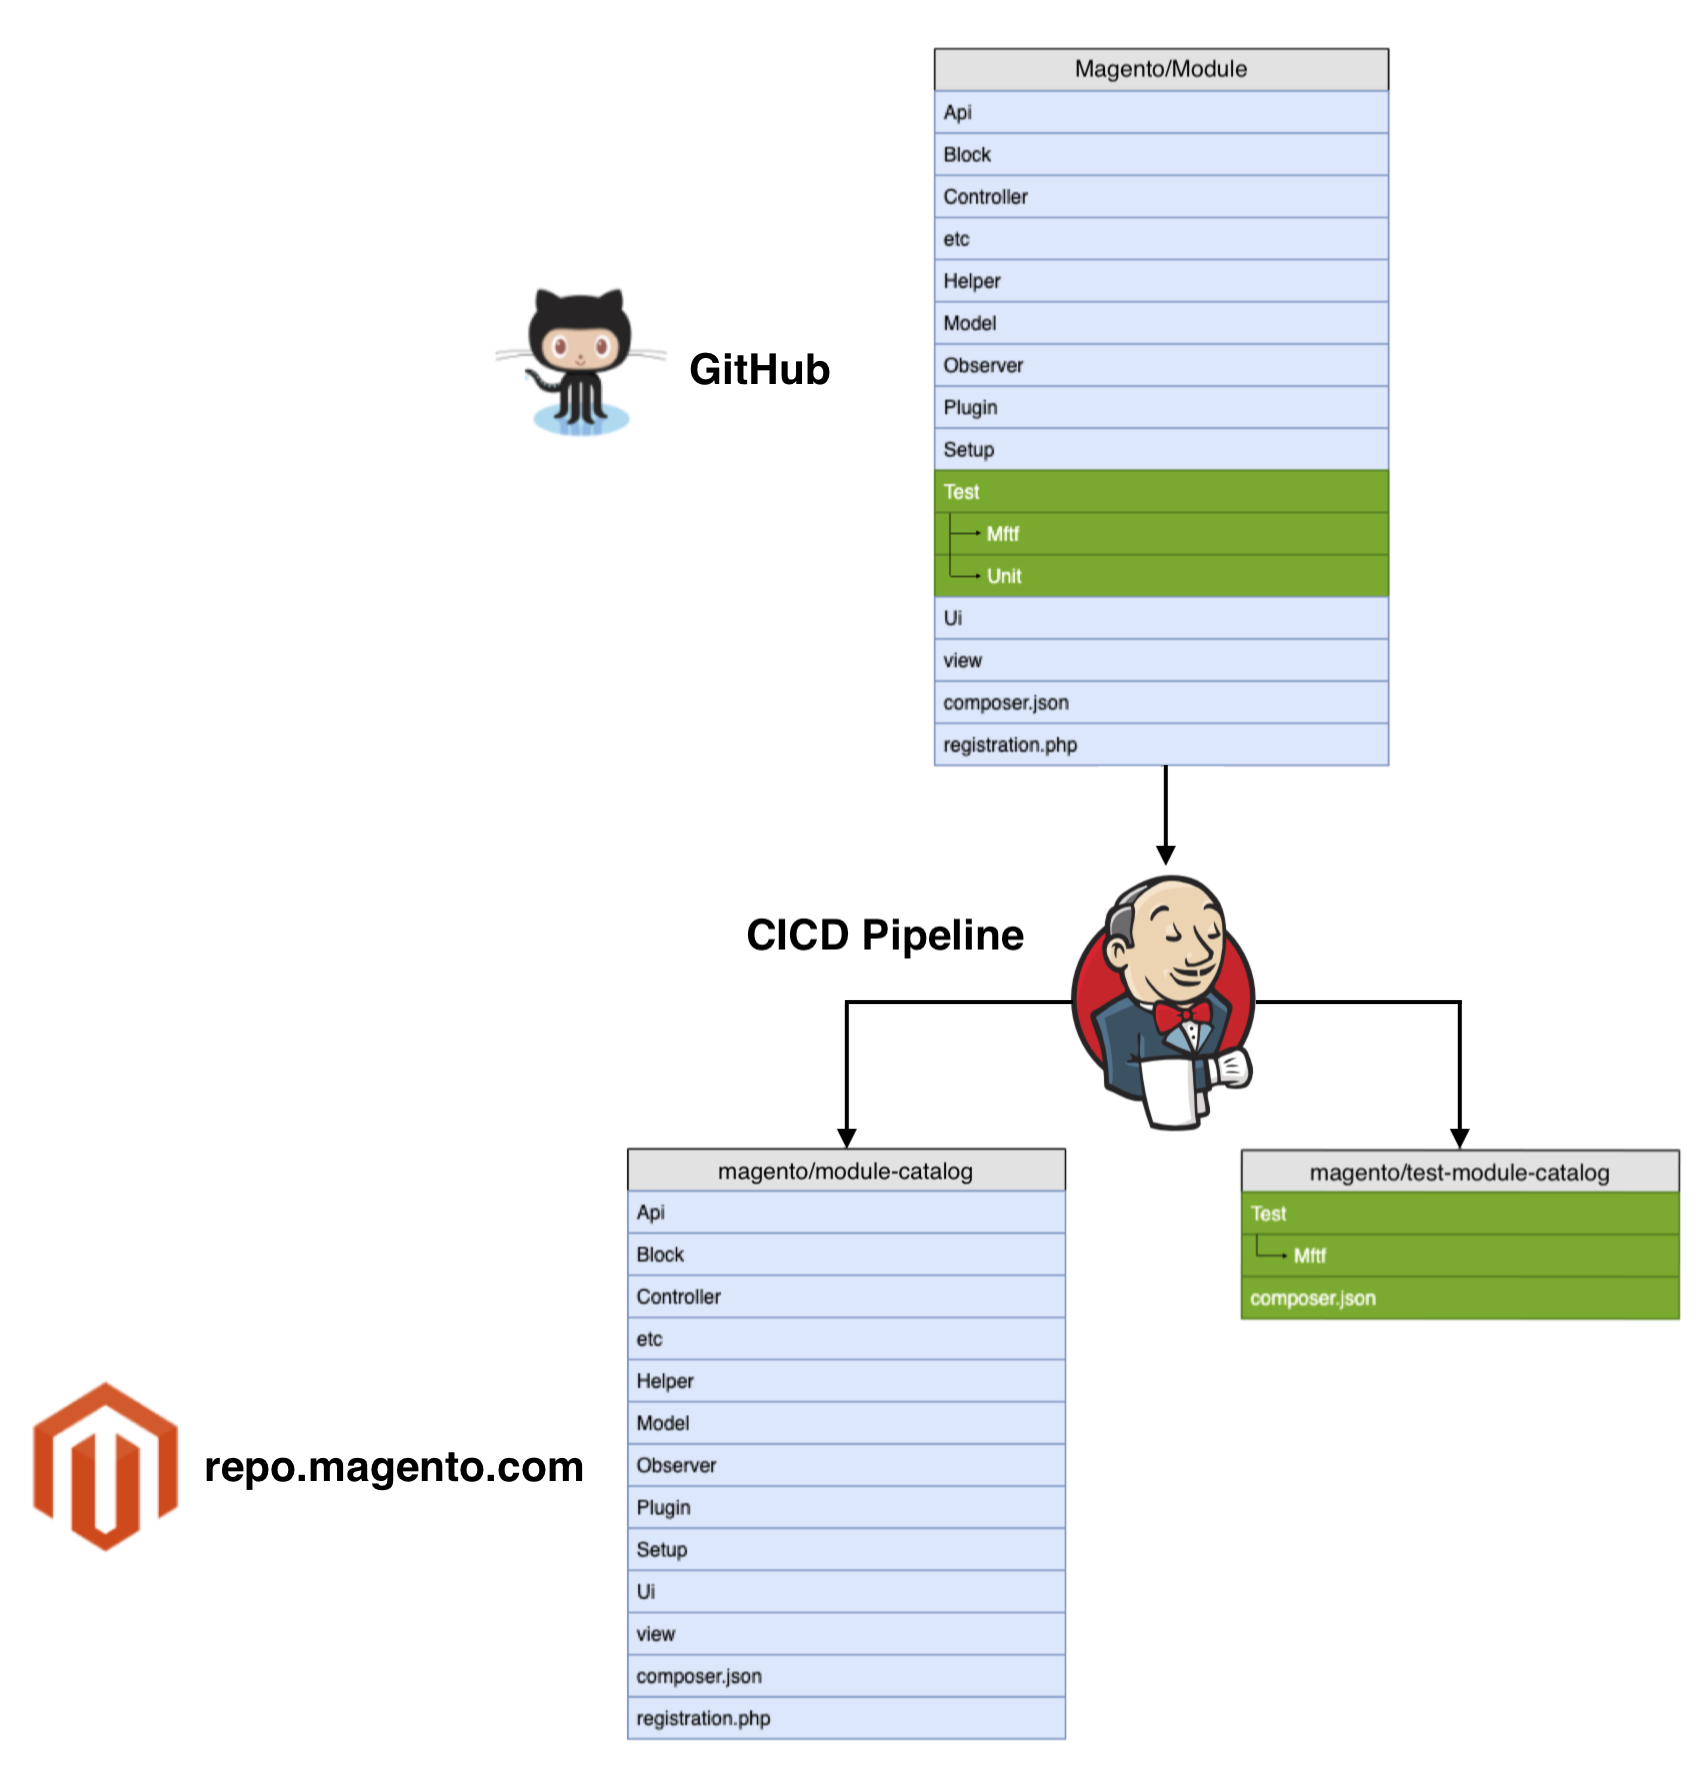 Magento/Module
Api
Block
Controller
etc
Helper
Model
Observer
Plugin
Setup
Test
Mftf
Unit
Ui
view
composer.json
registration.php
GitHub
CICD Pipeline
magento/module-catalog
Api
Block
Controller
etc
Helper
Model
Observer
Plugin
Setup
Ui
view
composer.json
registration.php
magento/test-module-catalog
Test
Mftf
composer.json
repo.magento.com